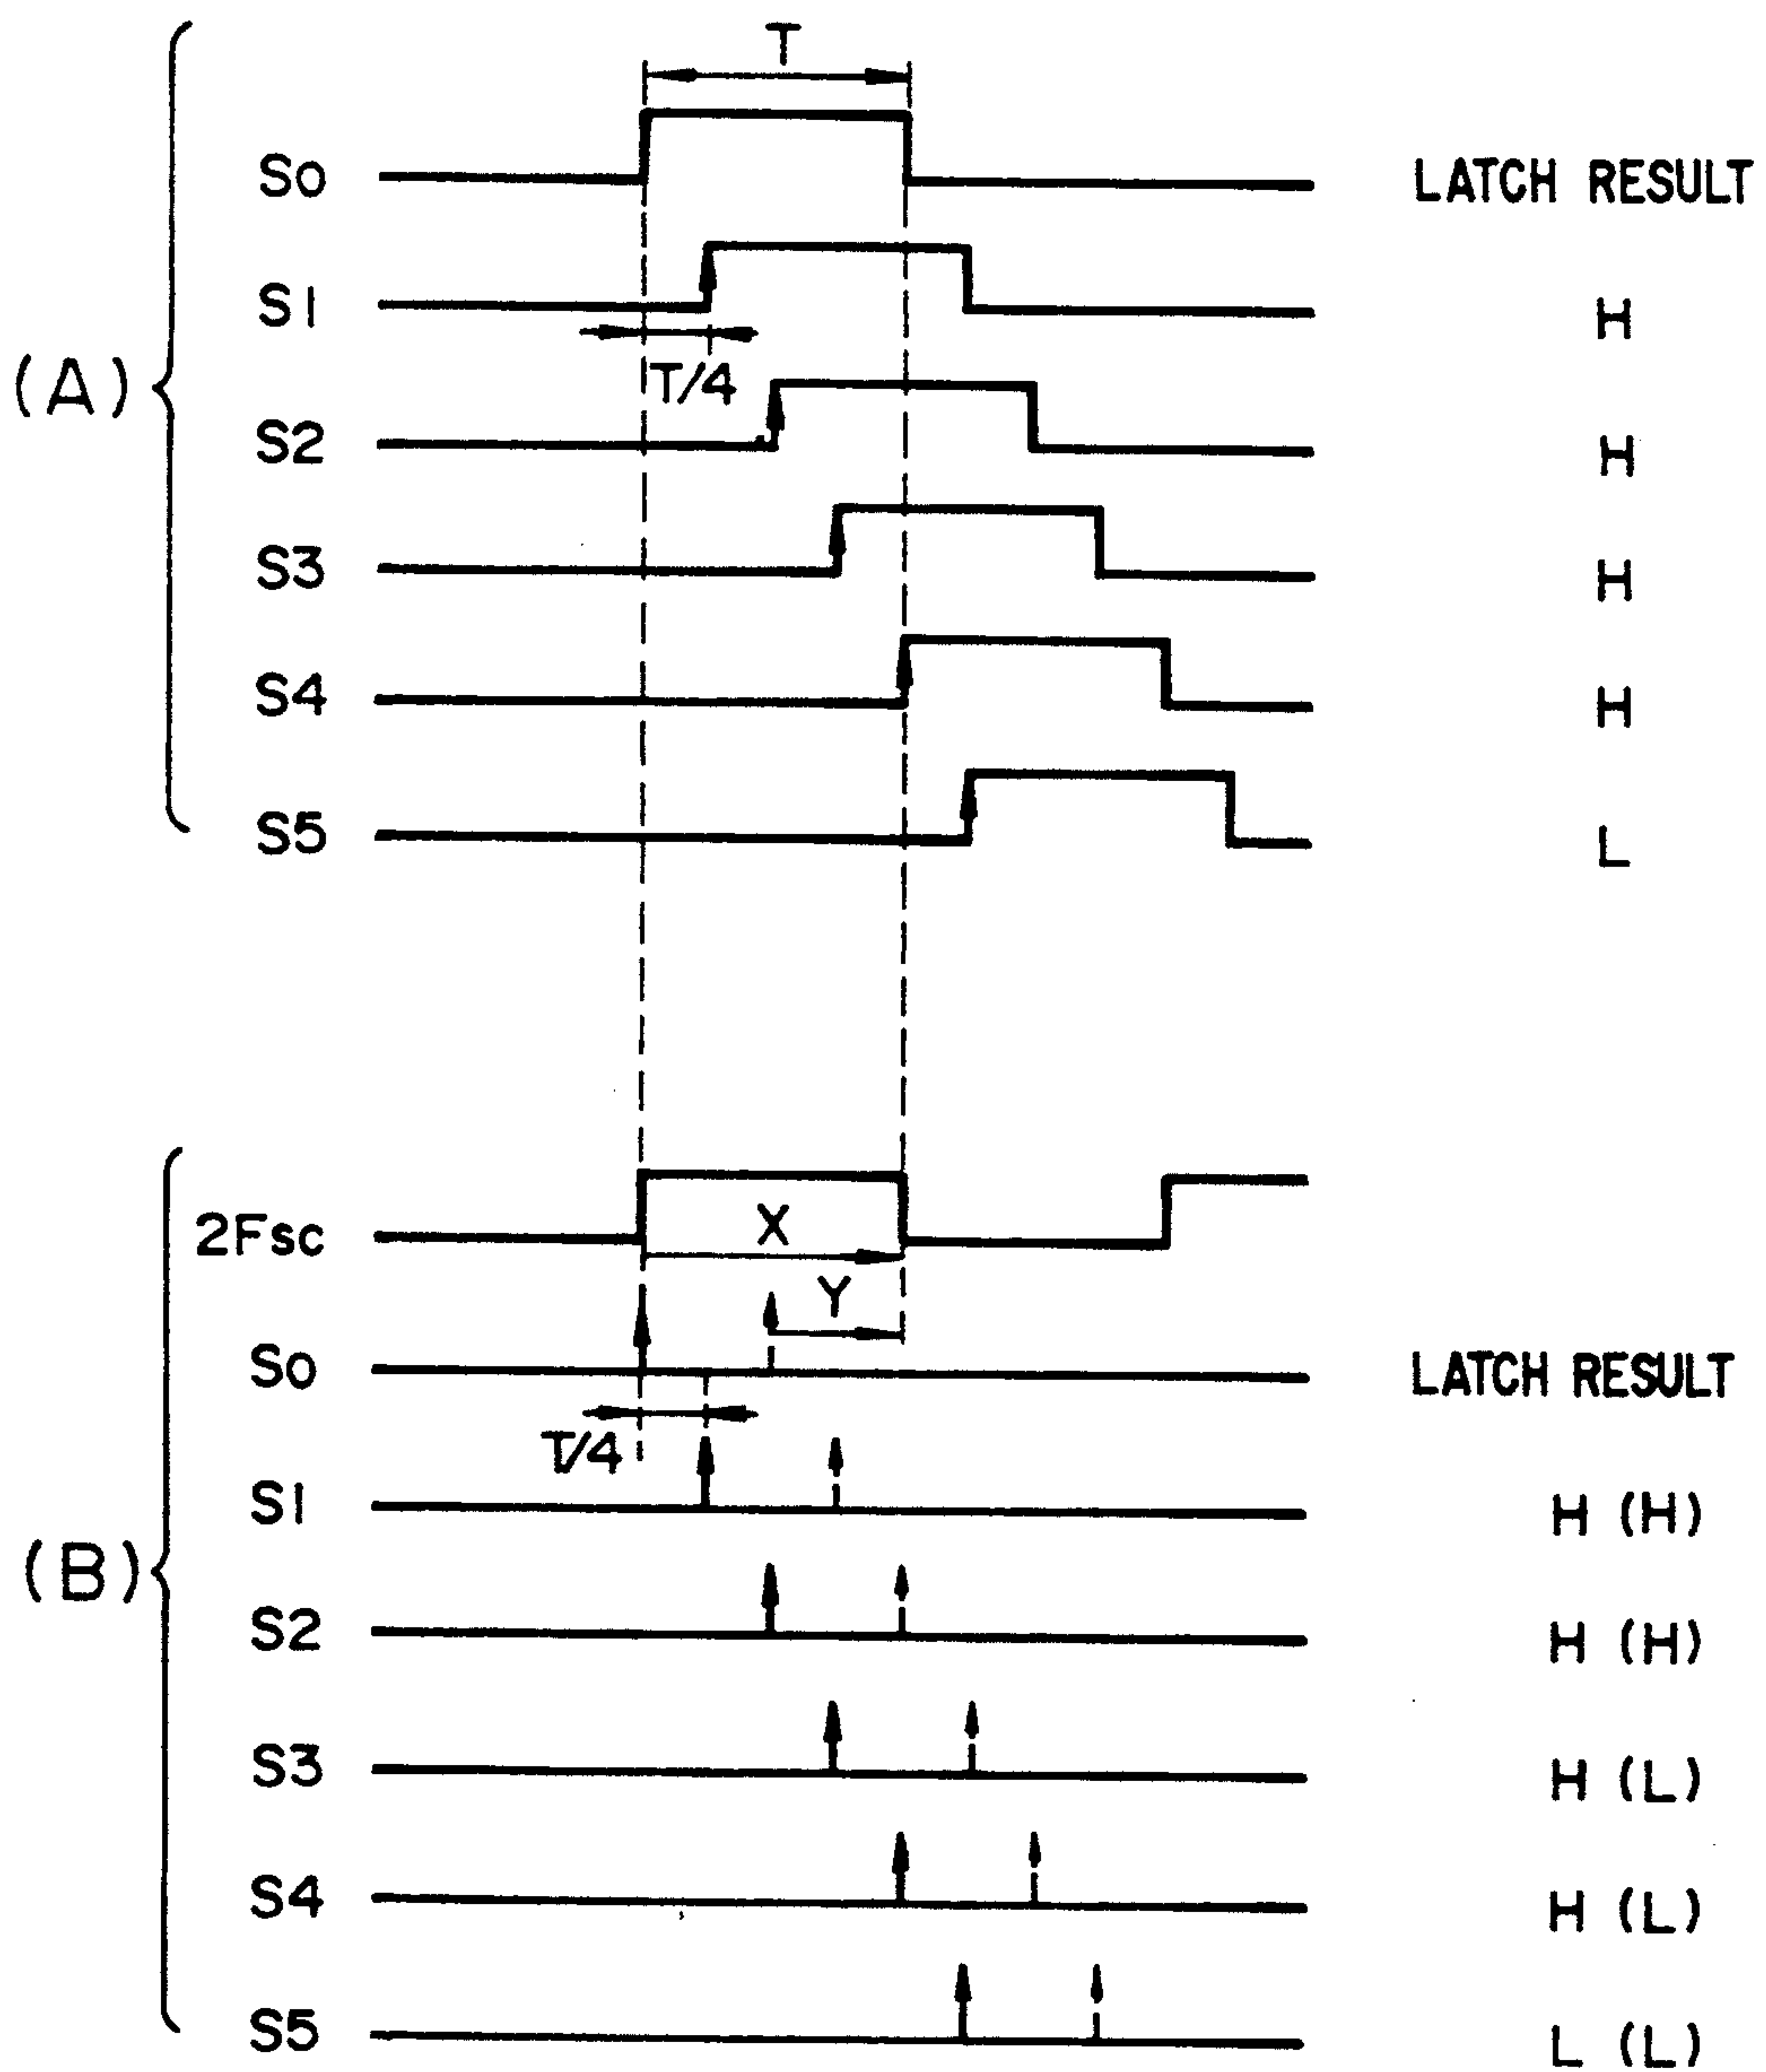 T
So LATCH RESULT
S1 H
T/4
(A)
S2 H
S3 H
S4 H
S5 L
2Fsc
X
Y
So LATCH RESULT
T/4
S1 H (H)
(B)
S2 H (H)
S3 H (L)
S4 H (L)
S5 L (L)